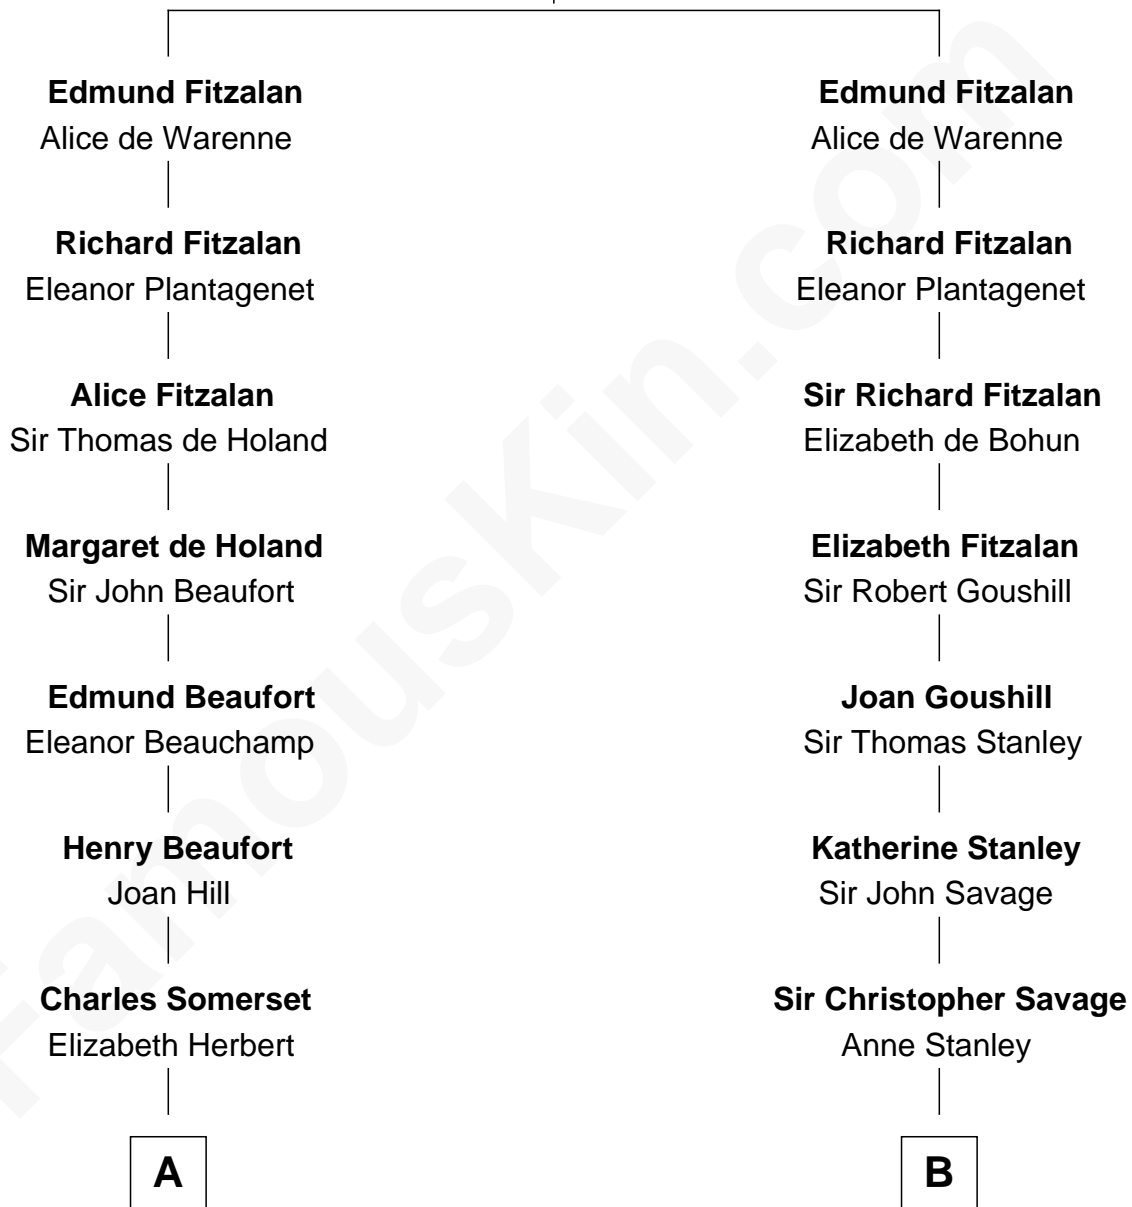 Edmund Fitzalan
Alice de Warenne
Richard Fitzalan
Eleanor Plantagenet
Alice Fitzalan
Sir Thomas de Holand
Margaret de Holand
Sir John Beaufort
Edmund Beaufort
Eleanor Beauchamp
Henry Beaufort
Joan Hill
Charles Somerset
Elizabeth Herbert
A
Edmund Fitzalan
Alice de Warenne
Richard Fitzalan
Eleanor Plantagenet
Sir Richard Fitzalan
Elizabeth de Bohun
Elizabeth Fitzalan
Sir Robert Goushill
Joan Goushill
Sir Thomas Stanley
Katherine Stanley
Sir John Savage
Sir Christopher Savage
Anne Stanley
B
FamousKin.com